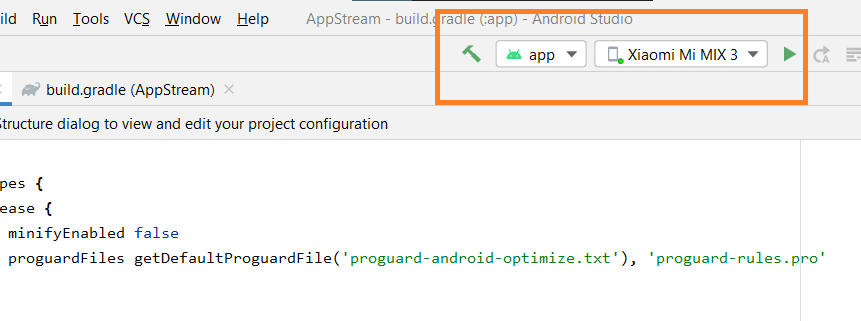 ild Run Tools VCS Window Help AppStream - build.gradle (:app) - Android Studio
app Xiaomi Mi MIX 3
build.gradle (AppStream)
Structure dialog to view and edit your project configuration
pes {
ease {
minifyEnabled false
proguardFiles getDefaultProguardFile('proguard-android-optimize.txt'), 'proguard-rules.pro'